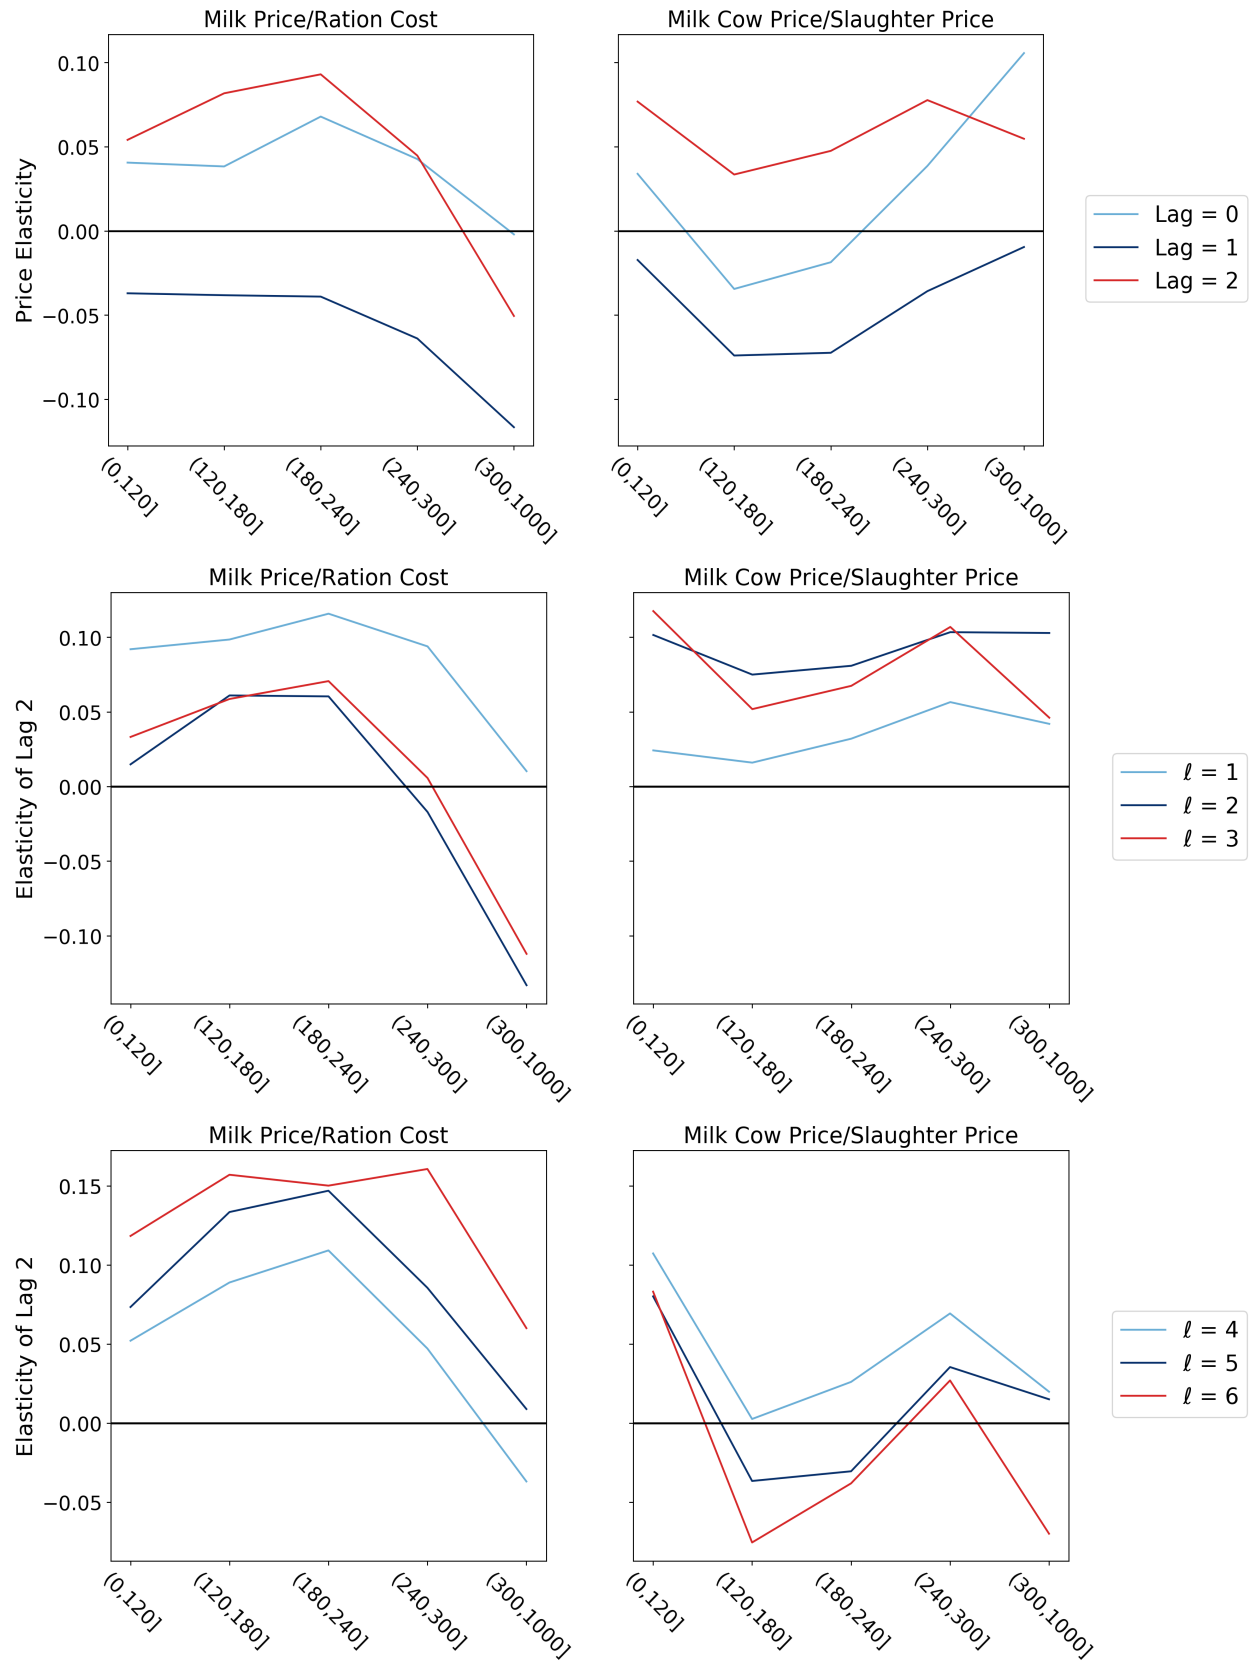 Milk Price/Ration Cost
Milk Cow Price/Slaughter Price
Price Elasticity
0.10
0.05
0.00
−0.05
−0.10
(0,120]
(120,180]
(180,240]
(240,300]
(300,1000]
(0,120]
(120,180]
(180,240]
(240,300]
(300,1000]
Lag = 0
Lag = 1
Lag = 2
Milk Price/Ration Cost
Milk Cow Price/Slaughter Price
Elasticity of Lag 2
0.10
0.05
0.00
−0.05
−0.10
(0,120]
(120,180]
(180,240]
(240,300]
(300,1000]
(0,120]
(120,180]
(180,240]
(240,300]
(300,1000]
ℓ = 1
ℓ = 2
ℓ = 3
Milk Price/Ration Cost
Milk Cow Price/Slaughter Price
Elasticity of Lag 2
0.15
0.10
0.05
0.00
−0.05
(0,120]
(120,180]
(180,240]
(240,300]
(300,1000]
(0,120]
(120,180]
(180,240]
(240,300]
(300,1000]
ℓ = 4
ℓ = 5
ℓ = 6